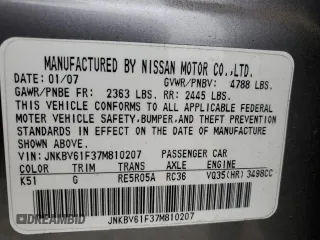 MANUFACTURED BY NISSAN MOTOR CO.,LTD.
DATE: 01/07 GVWR/PNBV: 4788 LBS.
GAWR/PNBE FR: 2363 LBS. RR: 2445 LBS.
THIS VEHICLE CONFORMS TO ALL APPLICABLE FEDERAL
MOTOR VEHICLE SAFETY,BUMPER,AND THEFT PREVENTION
STANDARDS IN EFFECT ON THE DATE OF MANUFACTURE
SHOWN ABOVE.
VIN:JNKBV61F37M810207 PASSENGER CAR
COLOR TRIM TRANS AXLE ENGINE
K51 G RE5R05A RC36 VQ35(HR) 3498CC
JNKBV61F37M810207